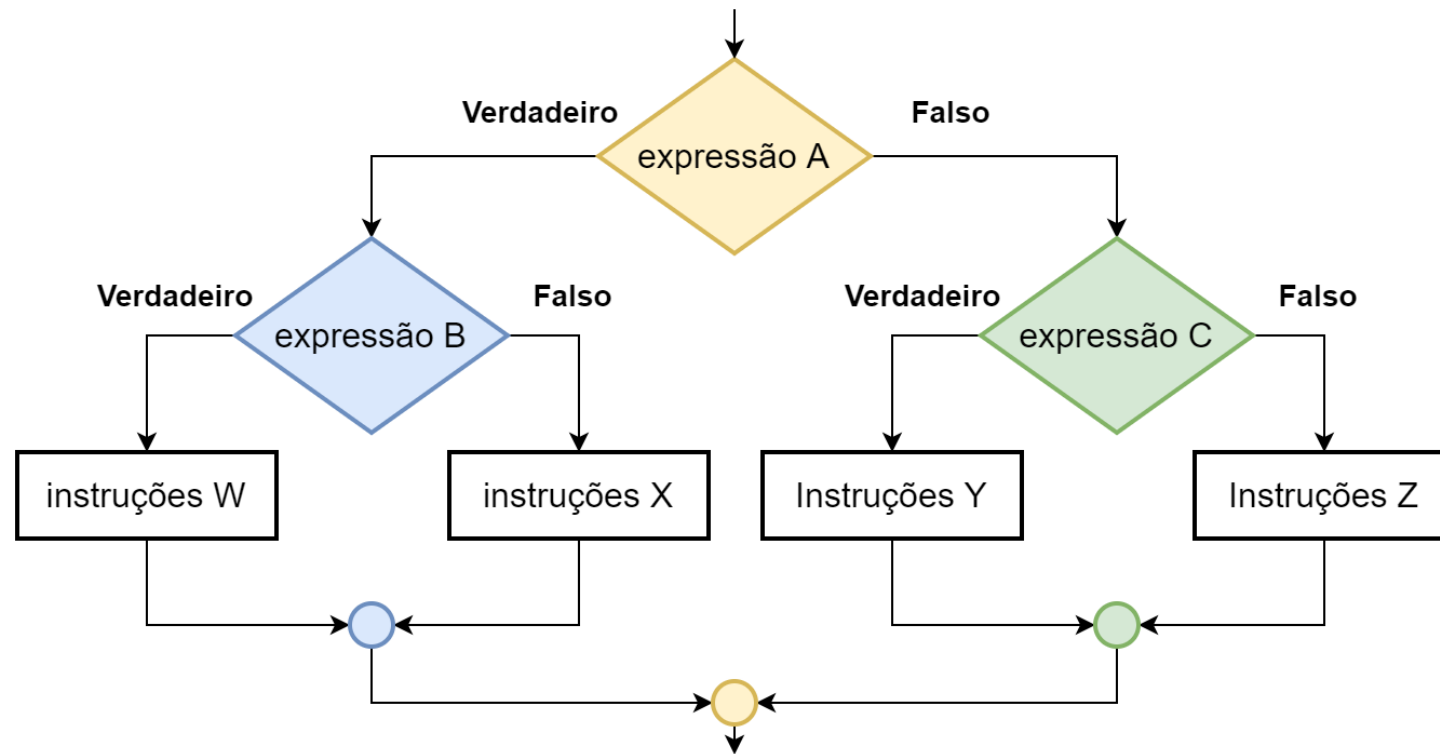 Verdadeiro
Falso
expressão A
Verdadeiro
Falso
Verdadeiro
Falso
expressão B
expressão C
instruções W
instruções X
Instruções Y
Instruções Z